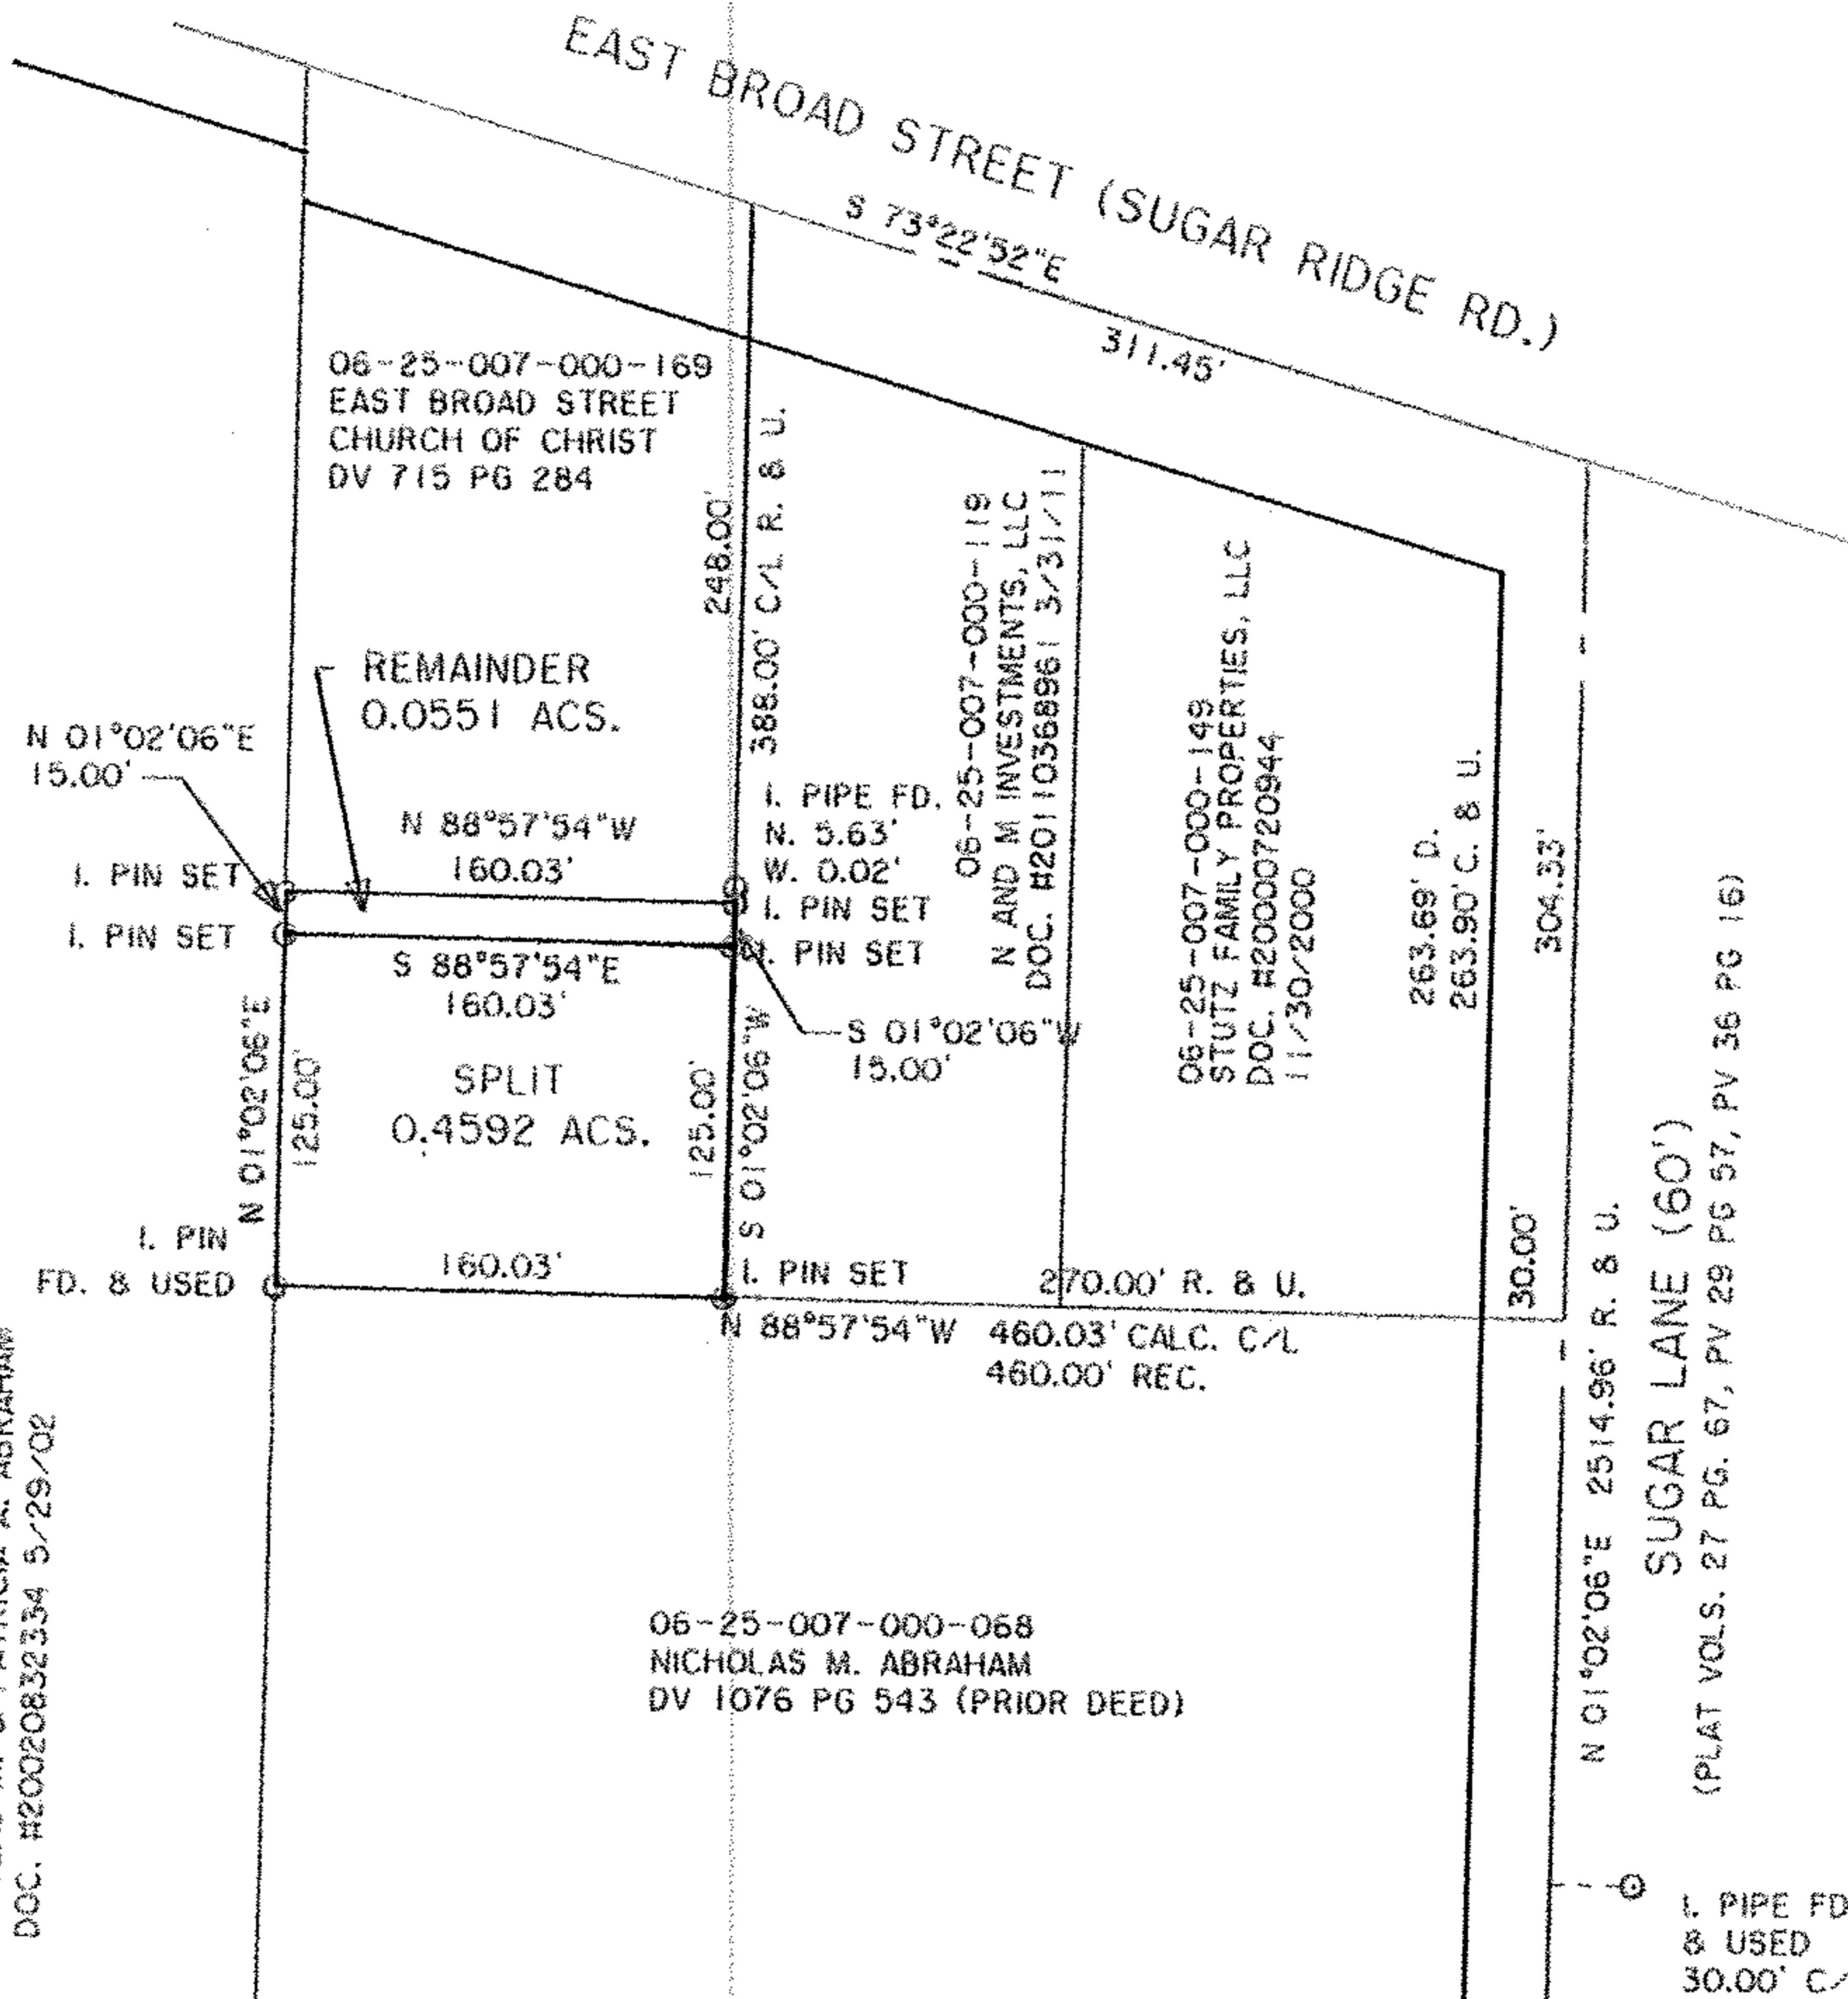 EAST BROAD STREET (SUGAR RIDGE RD.)
S 73°22'52"E
311.45'
06-25-007-000-169
EAST BROAD STREET
CHURCH OF CHRIST
DV 715 PG 284
248.00'
388.00' C/L R. & U.
06-25-007-000-119
N AND M INVESTMENTS, LLC
DOC. #20110368961 3/31/11
06-25-007-000-149
STUTZ FAMILY PROPERTIES, LLC
DOC. #20000720944
11/30/2000
263.69' D.
263.90' C. & U.
304.33'
REMAINDER
0.0551 ACS.
N 01°02'06"E
15.00'
N 88°57'54"W
160.03'
I. PIPE FD.
N. 5.63'
W. 0.02'
I. PIN SET
I. PIN SET
I. PIN SET
I. PIN SET
S 88°57'54"E
160.03'
S 01°02'06"W
15.00'
N 01°02'06"E
125.00'
SPLIT
0.4592 ACS.
125.00'
S 01°02'06"W
I. PIN
FD. & USED
160.03'
I. PIN SET
270.00' R. & U.
30.00'
N 88°57'54"W 460.03' CALC. C/L
460.00' REC.
N 01°02'06"E 2514.96' R. & U.
SUGAR LANE (60')
(PLAT VOLS. 27 PG. 67, PV 29 PG 57, PV 36 PG 16)
A. ABRAHAM
DOC. #20020832334 5/29/02
06-25-007-000-068
NICHOLAS M. ABRAHAM
DV 1076 PG 543 (PRIOR DEED)
I. PIPE FD
& USED
30.00' C/